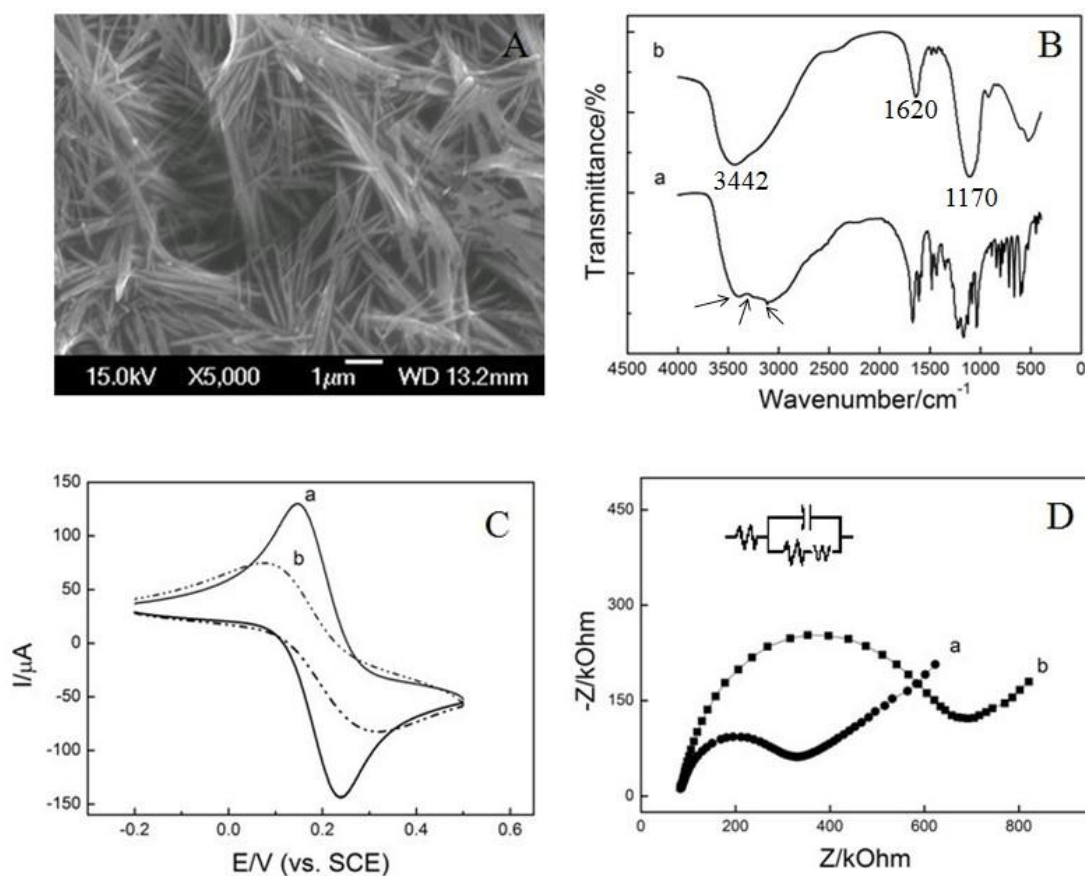 A
15.0kV X5,000 1μm WD 13.2mm
B
b
1620
3442
1170
a
Transmittance/%
4500 4000 3500 3000 2500 2000 1500 1000 500 0
Wavenumber/cm⁻¹
C
150
100
50
0
-50
-100
-150
a
b
I/μA
-0.2 0.0 0.2 0.4 0.6
E/V (vs. SCE)
D
450
300
150
0
a
b
-Z/kOhm
0 200 400 600 800
Z/kOhm